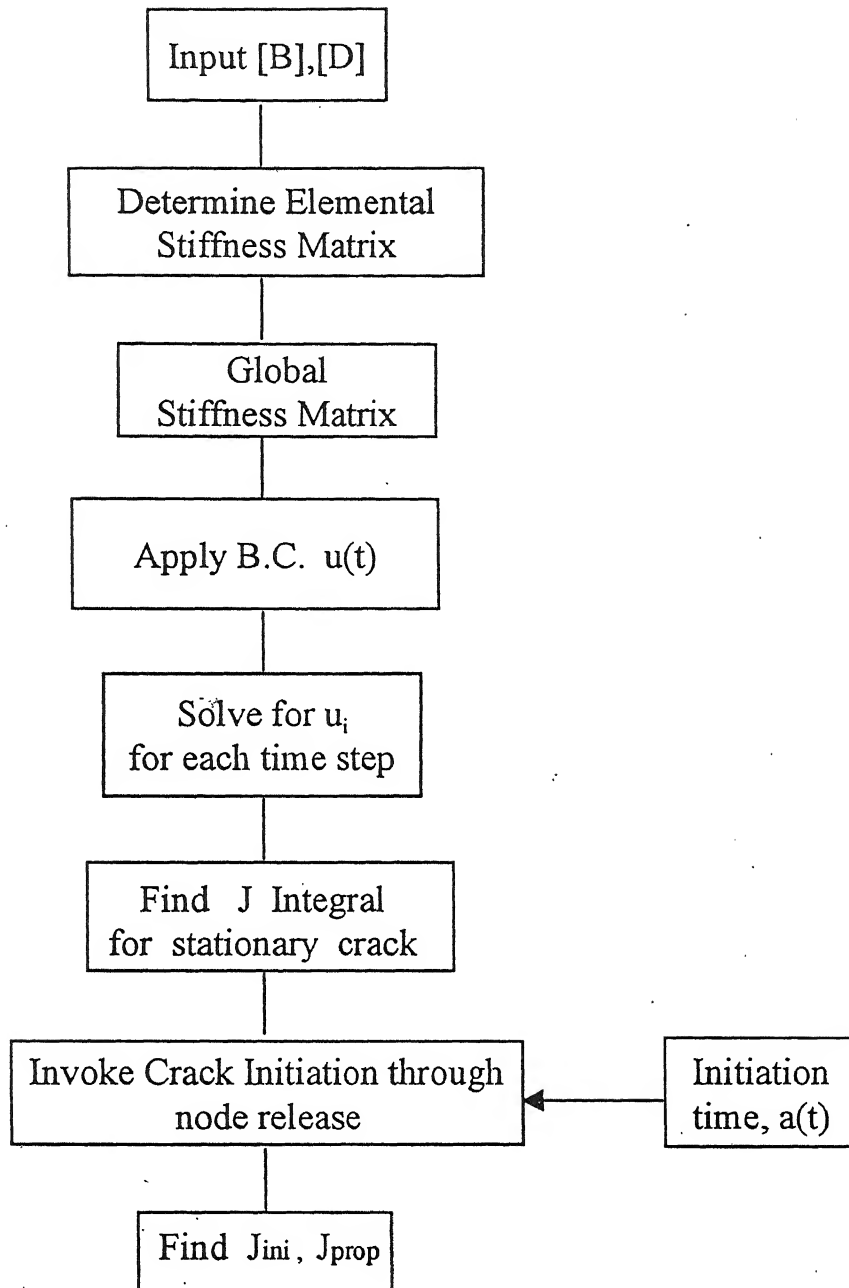 Input [B],[D]
Determine Elemental
Stiffness Matrix
Global
Stiffness Matrix
Apply B.C. u(t)
Solve for uᵢ
for each time step
Find J Integral
for stationary crack
Invoke Crack Initiation through
node release
Initiation
time, a(t)
Find Jini, Jprop